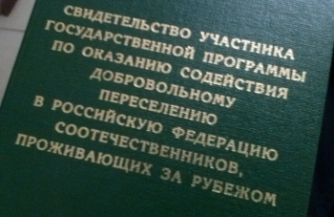 СВИДЕТЕЛЬСТВО УЧАСТНИКА
ГОСУДАРСТВЕННОЙ ПРОГРАММЫ
ПО ОКАЗАНИЮ СОДЕЙСТВИЯ
ДОБРОВОЛЬНОМУ
ПЕРЕСЕЛЕНИЮ
В РОССИЙСКУЮ ФЕДЕРАЦИЮ
СООТЕЧЕСТВЕННИКОВ,
ПРОЖИВАЮЩИХ ЗА РУБЕЖОМ